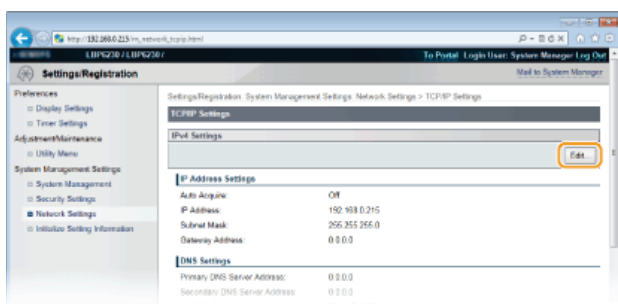 http://192.168.0.215/m_network_tcpip.html
LBP6230 / LBP6230 /
To Portal Login User: System Manager Log Out
Settings/Registration
Mail to System Manager
Preferences
Display Settings
Timer Settings
Adjustment/Maintenance
Utility Menu
System Management Settings
System Management
Security Settings
Network Settings
Initialize Setting Information
Settings/Registration: System Management Settings: Network Settings > TCP/IP Settings
TCP/IP Settings
IPv4 Settings
Edit...
IP Address Settings
Auto Acquire: Off
IP Address: 192.168.0.215
Subnet Mask: 255.255.255.0
Gateway Address: 0.0.0.0
DNS Settings
Primary DNS Server Address: 0.0.0.0
Secondary DNS Server Address: 0.0.0.0